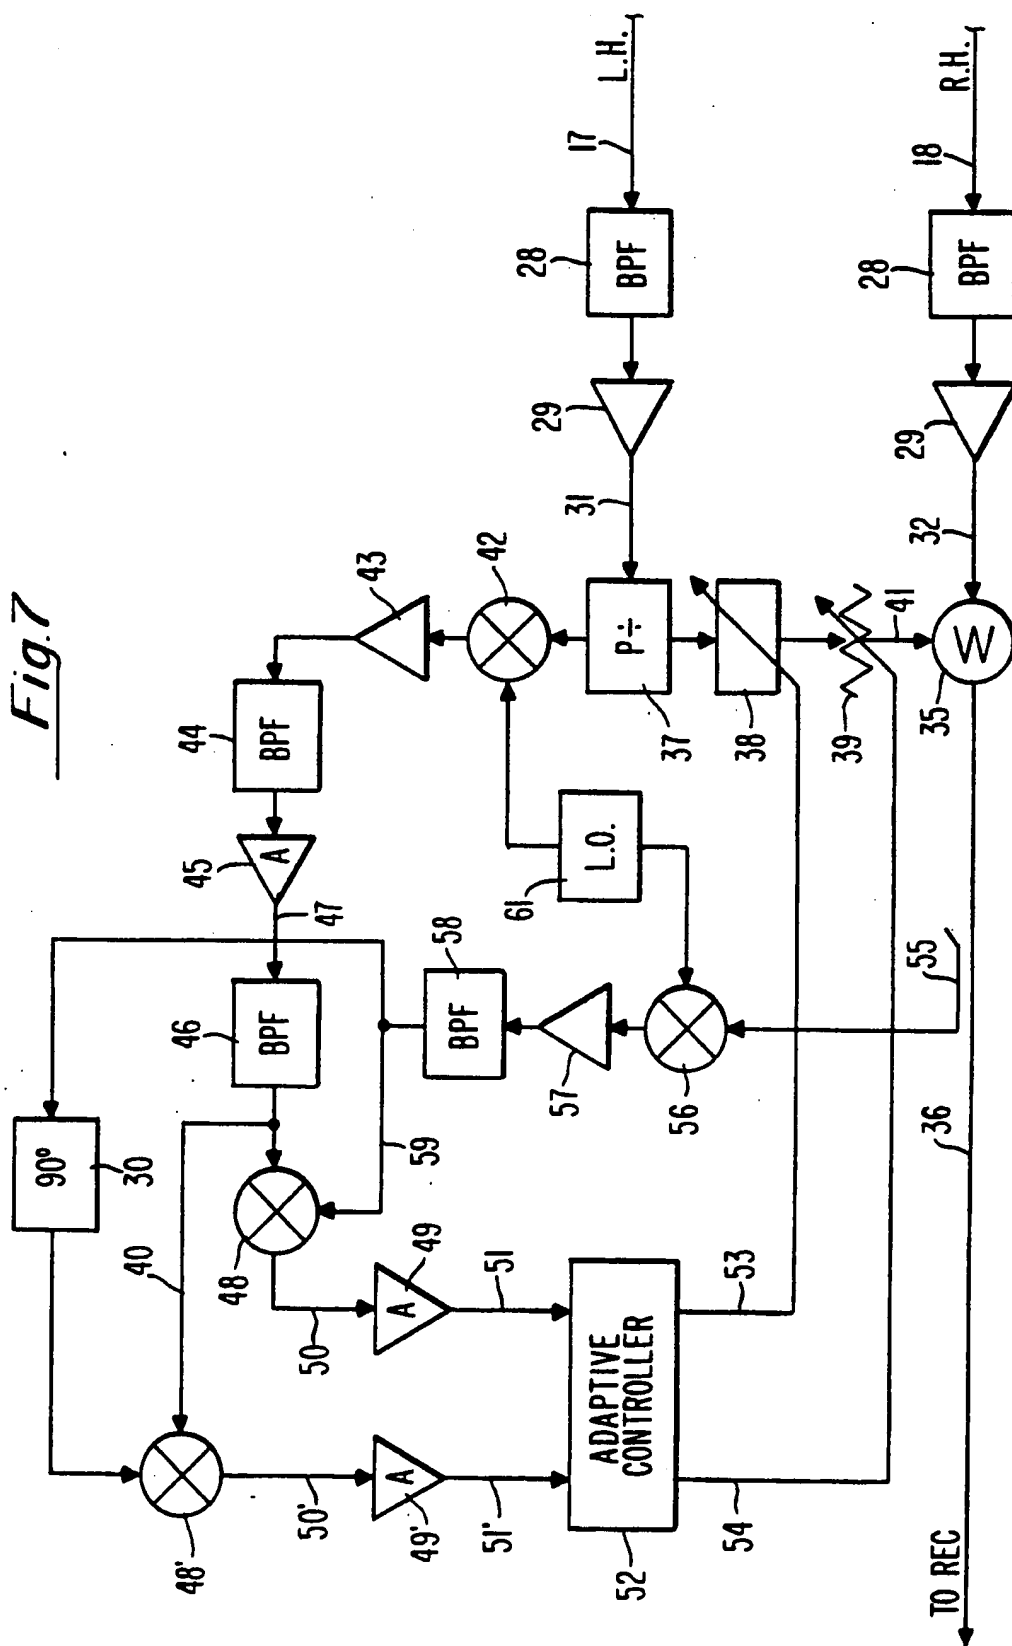 Fig.7
90°
30
40
48'
44
BPF
45
A
47
46
BPF
43
42
48
50
50'
A
49
A
49'
51
51'
58
BPF
59
57
56
61
L.O.
52
ADAPTIVE
CONTROLLER
53
54
17
L.H.
28
BPF
29
31
P÷
37
38
39
41
55
36
18
R.H.
28
BPF
29
32
Σ
35
TO REC